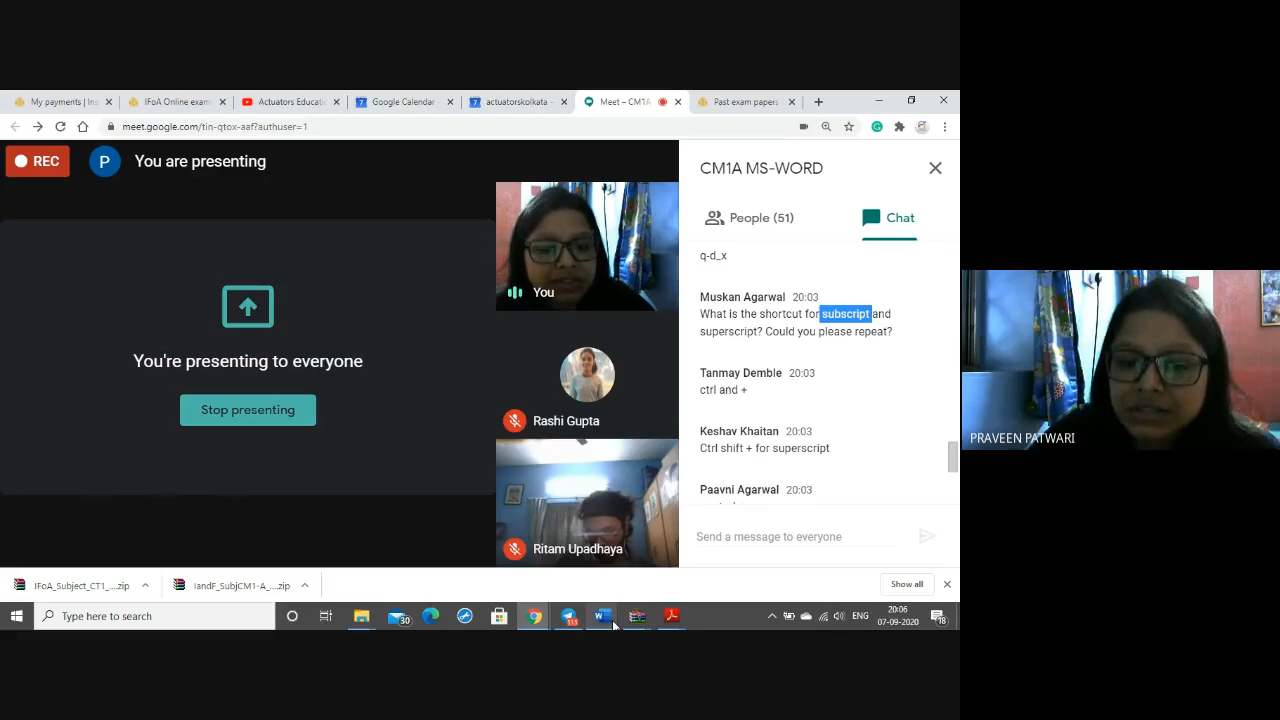 My payments | Ins
IFoA Online exam
Actuators Educati
Google Calendar -
actuatorskolkata -
Meet – CM1A
Past exam papers
meet.google.com/tin-qtox-aaf?authuser=1
REC
P
You are presenting
CM1A MS-WORD
People (51)
Chat
q-d_x
Muskan Agarwal 20:03
What is the shortcut for subscript and
superscript? Could you please repeat?
Tanmay Demble 20:03
ctrl and +
Keshav Khaitan 20:03
Ctrl shift + for superscript
Paavni Agarwal 20:03
Send a message to everyone
You're presenting to everyone
Stop presenting
You
Rashi Gupta
Ritam Upadhaya
PRAVEEN PATWARI
IFoA_Subject_CT1_....zip
IandF_SubjCM1-A_....zip
Show all
Type here to search
30
513
ENG
20:06
07-09-2020
18